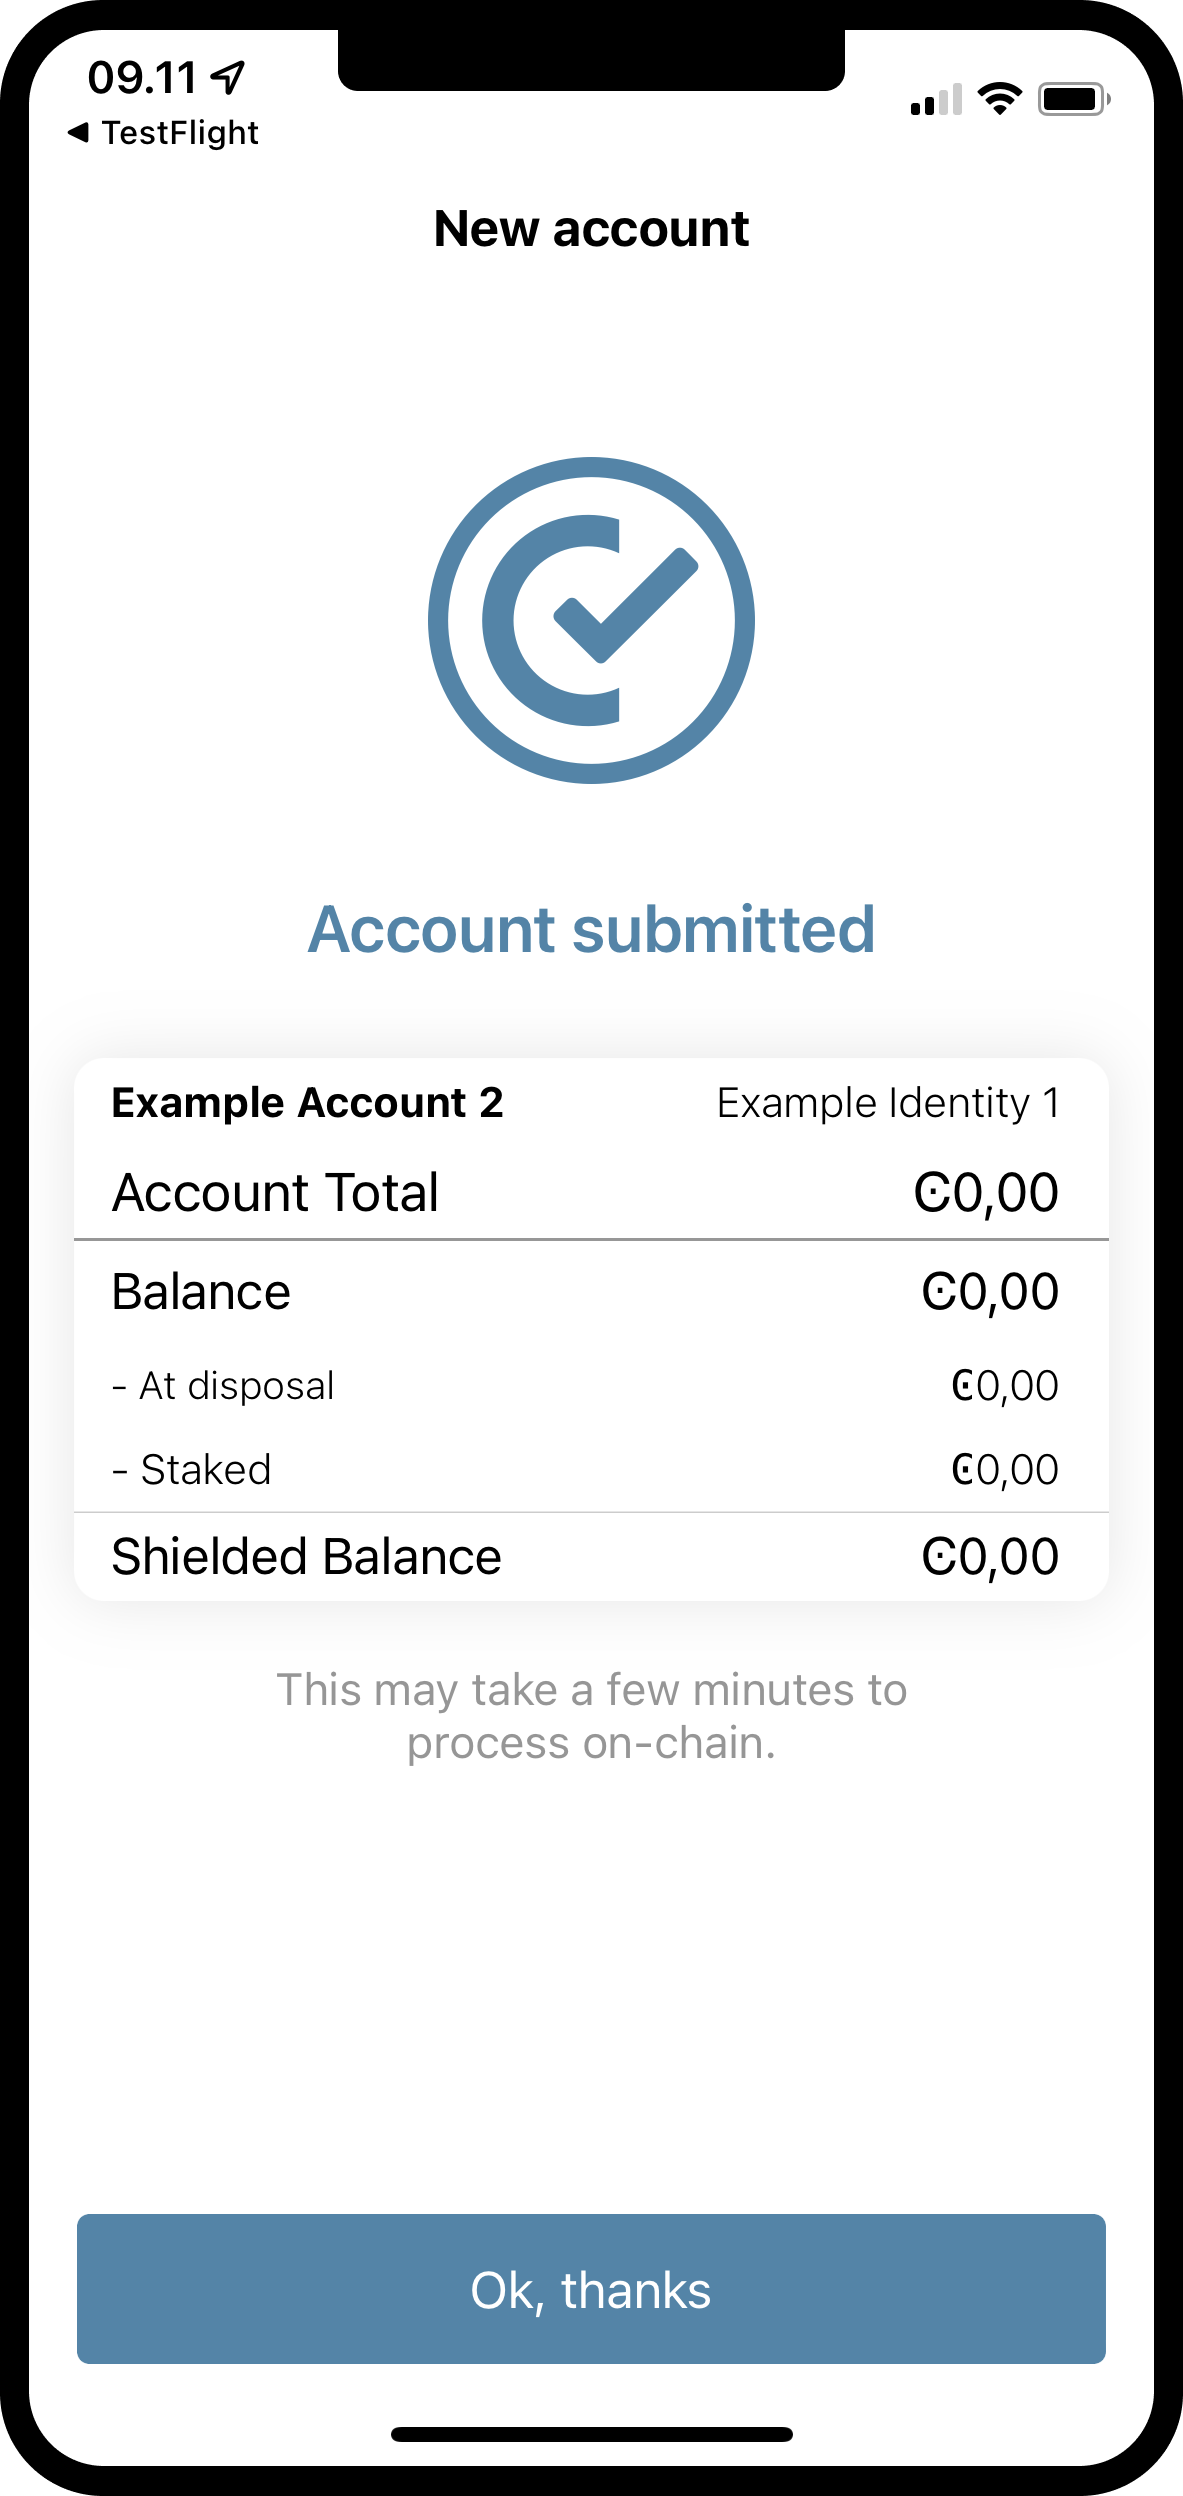 09.11
TestFlight
New account
Account submitted
Example Account 2 Example Identity 1
Account Total Ͼ0,00
Balance Ͼ0,00
- At disposal Ͼ0,00
- Staked Ͼ0,00
Shielded Balance Ͼ0,00
This may take a few minutes to
process on-chain.
Ok, thanks